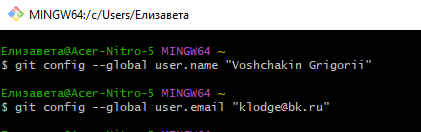 MINGW64:/c/Users/Елизавета
Елизавета@Acer-Nitro-5 MINGW64 ~
$ git config --global user.name "Voshchakin Grigorii"
Елизавета@Acer-Nitro-5 MINGW64 ~
$ git config --global user.email "klodge@bk.ru"